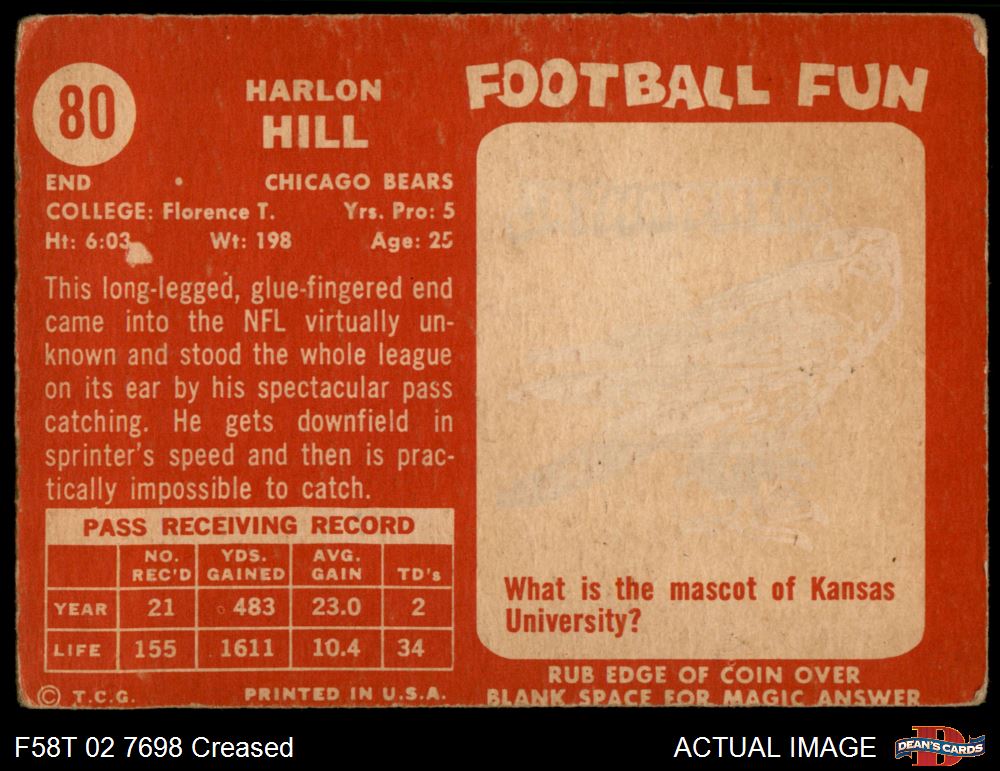 80
HARLON
HILL
END • CHICAGO BEARS
COLLEGE: Florence T. Yrs. Pro: 5
Ht: 6:03 Wt: 198 Age: 25
This long-legged, glue-fingered end
came into the NFL virtually un-
known and stood the whole league
on its ear by his spectacular pass
catching. He gets downfield in
sprinter's speed and then is prac-
tically impossible to catch.
PASS RECEIVING RECORD
NO. REC'D YDS. GAINED AVG. GAIN TD's
YEAR 21 483 23.0 2
LIFE 155 1611 10.4 34
© T.C.G. PRINTED IN U.S.A.
FOOTBALL FUN
What is the mascot of Kansas
University?
RUB EDGE OF COIN OVER
BLANK SPACE FOR MAGIC ANSWER
F58T 02 7698 Creased
ACTUAL IMAGE
DEAN'S CARDS